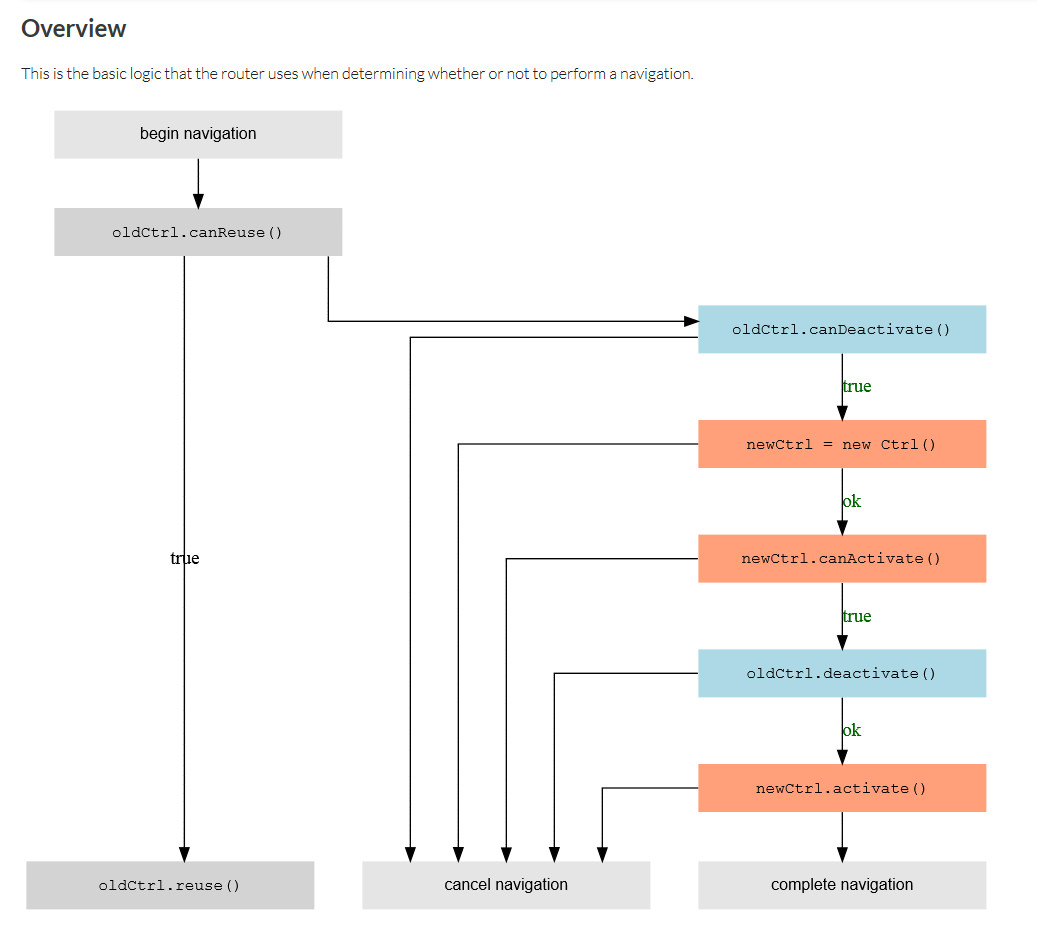 Overview
This is the basic logic that the router uses when determining whether or not to perform a navigation.
begin navigation
oldCtrl.canReuse()
oldCtrl.canDeactivate()
true
newCtrl = new Ctrl()
ok
newCtrl.canActivate()
true
true
oldCtrl.deactivate()
ok
newCtrl.activate()
oldCtrl.reuse()
cancel navigation
complete navigation